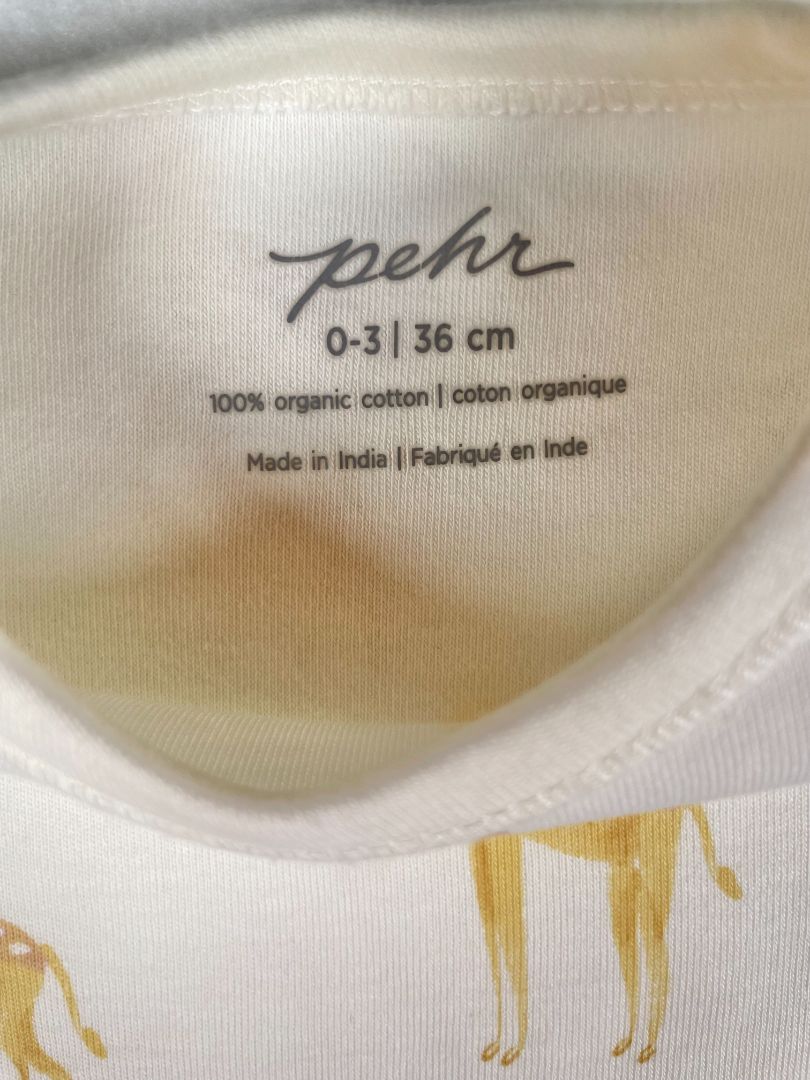 pehr
0-3 | 36 cm
100% organic cotton | coton organique
Made in India | Fabriqué en Inde